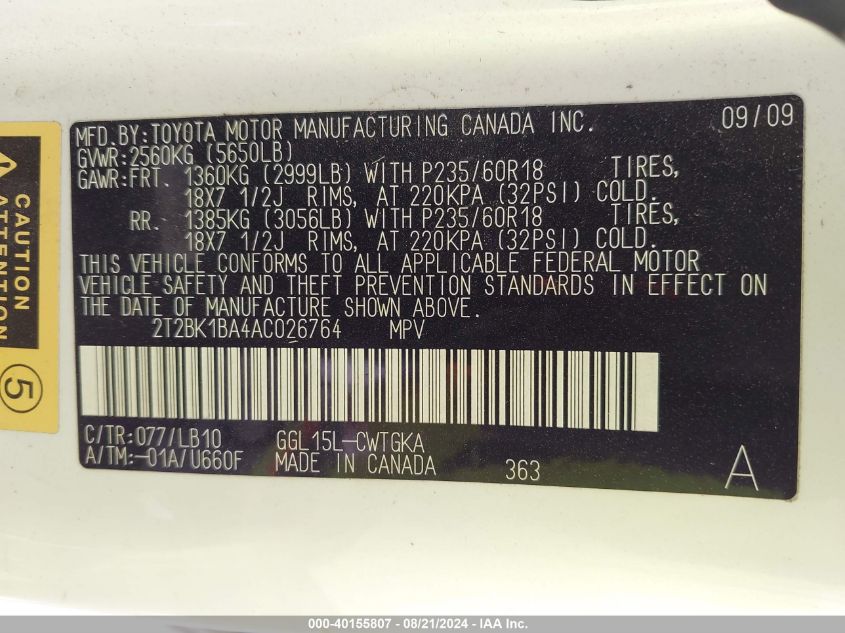 CAUTION
ATTENTION
5
MFD.BY:TOYOTA MOTOR MANUFACTURING CANADA INC. 09/09
GVWR:2560KG (5650LB)
GAWR:FRT. 1360KG (2999LB) WITH P235/60R18 TIRES,
18X7 1/2J RIMS, AT 220KPA (32PSI) COLD.
RR. 1385KG (3056LB) WITH P235/60R18 TIRES,
18X7 1/2J RIMS, AT 220KPA (32PSI) COLD.
THIS VEHICLE CONFORMS TO ALL APPLICABLE FEDERAL MOTOR
VEHICLE SAFETY AND THEFT PREVENTION STANDARDS IN EFFECT ON
THE DATE OF MANUFACTURE SHOWN ABOVE.
2T2BK1BA4AC026764 MPV
C/TR:077/LB10 GGL15L-CWTGKA
A/TM:-01A/U660F MADE IN CANADA 363 A
000-40155807 - 08/21/2024 - IAA Inc.